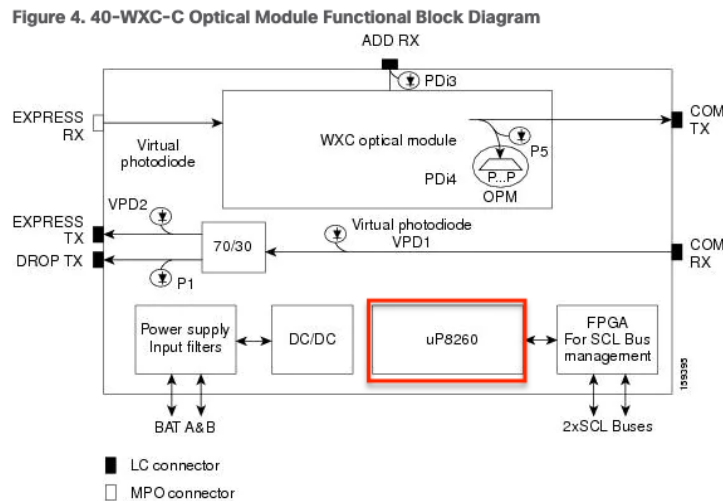 Figure 4. 40-WXC-C Optical Module Functional Block Diagram
ADD RX
PDi3
EXPRESS
RX
Virtual
photodiode
WXC optical module
P5
PDi4
P...P
OPM
COM
TX
EXPRESS
TX
VPD2
DROP TX
P1
70/30
Virtual photodiode
VPD1
COM
RX
Power supply
Input filters
DC/DC
uP8260
FPGA
For SCL Bus
management
BAT A&B
2xSCL Buses
159395
LC connector
MPO connector